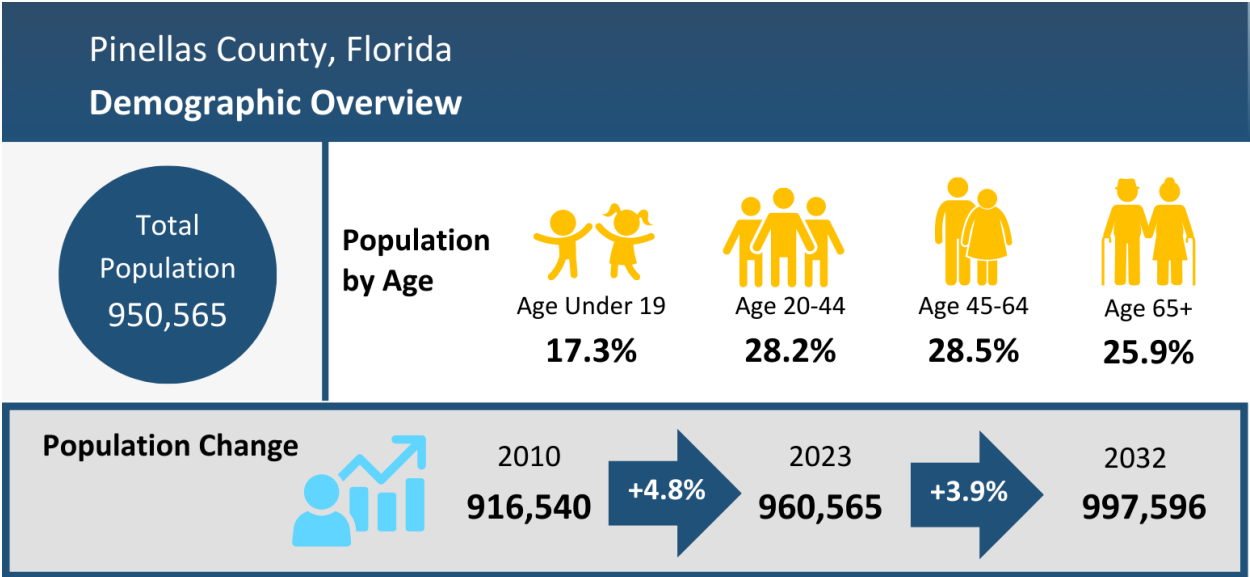 Pinellas County, Florida
Demographic Overview
Total
Population
950,565
Population
by Age
Age Under 19
17.3%
Age 20-44
28.2%
Age 45-64
28.5%
Age 65+
25.9%
Population Change
2010
916,540
+4.8%
2023
960,565
+3.9%
2032
997,596